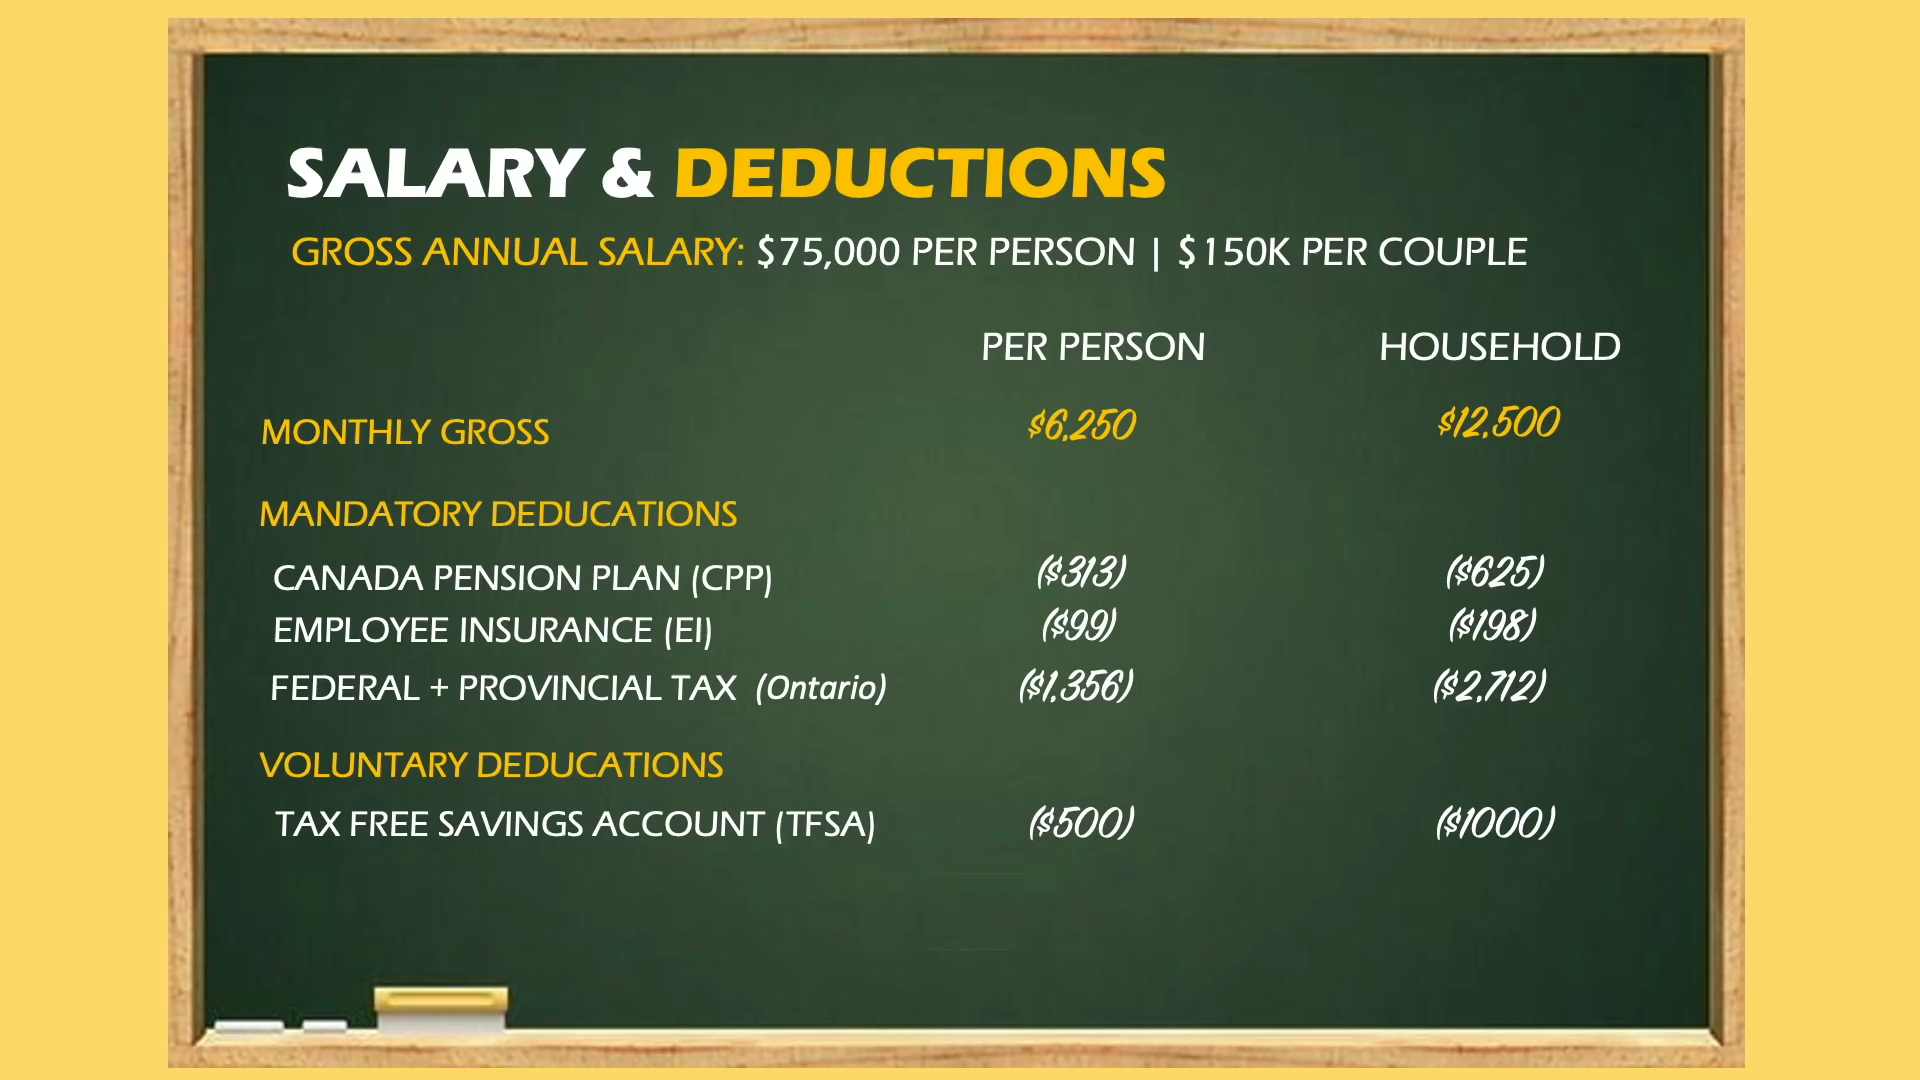 SALARY & DEDUCTIONS
GROSS ANNUAL SALARY: $75,000 PER PERSON | $150K PER COUPLE
PER PERSON HOUSEHOLD
MONTHLY GROSS $6,250 $12,500
MANDATORY DEDUCATIONS
CANADA PENSION PLAN (CPP) ($313) ($625)
EMPLOYEE INSURANCE (EI) ($99) ($198)
FEDERAL + PROVINCIAL TAX (Ontario) ($1,356) ($2,712)
VOLUNTARY DEDUCATIONS
TAX FREE SAVINGS ACCOUNT (TFSA) ($500) ($1000)